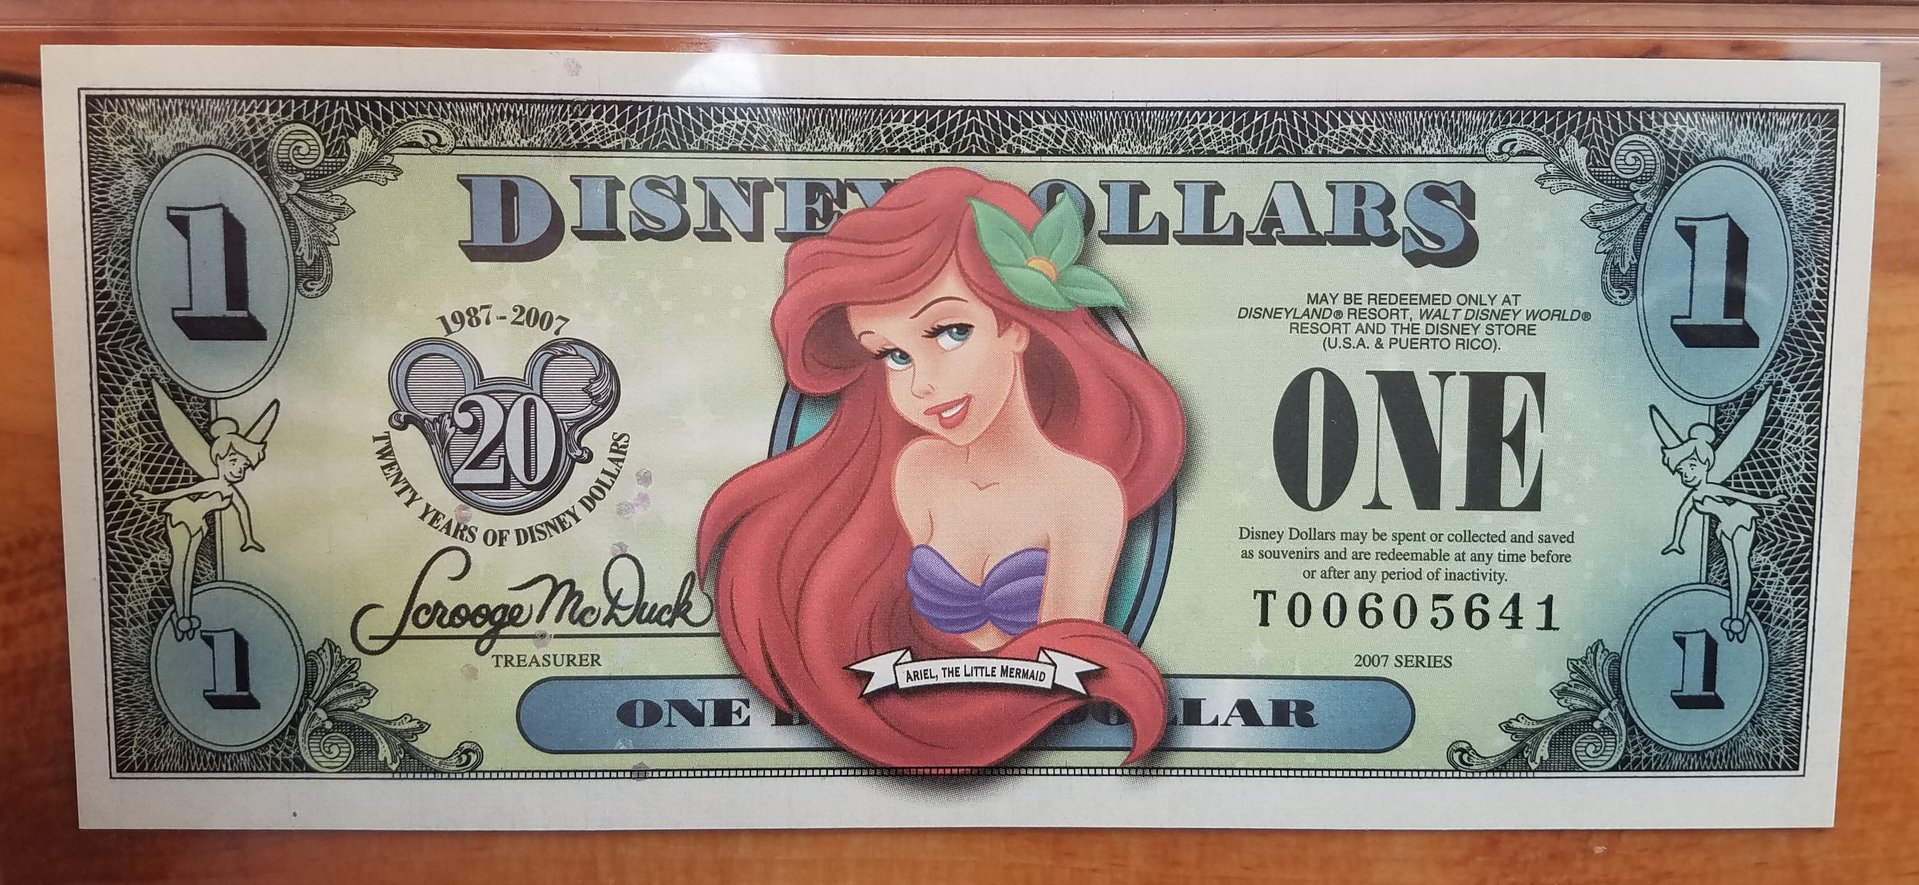 DISNEY DOLLARS
1
1
1987-2007
20
TWENTY YEARS OF DISNEY DOLLARS
Scrooge McDuck
TREASURER
MAY BE REDEEMED ONLY AT
DISNEYLAND® RESORT, WALT DISNEY WORLD®
RESORT AND THE DISNEY STORE
(U.S.A. & PUERTO RICO).
ONE
Disney Dollars may be spent or collected and saved
as souvenirs and are redeemable at any time before
or after any period of inactivity.
T00605641
2007 SERIES
ARIEL, THE LITTLE MERMAID
1
ONE D DOLLAR
1